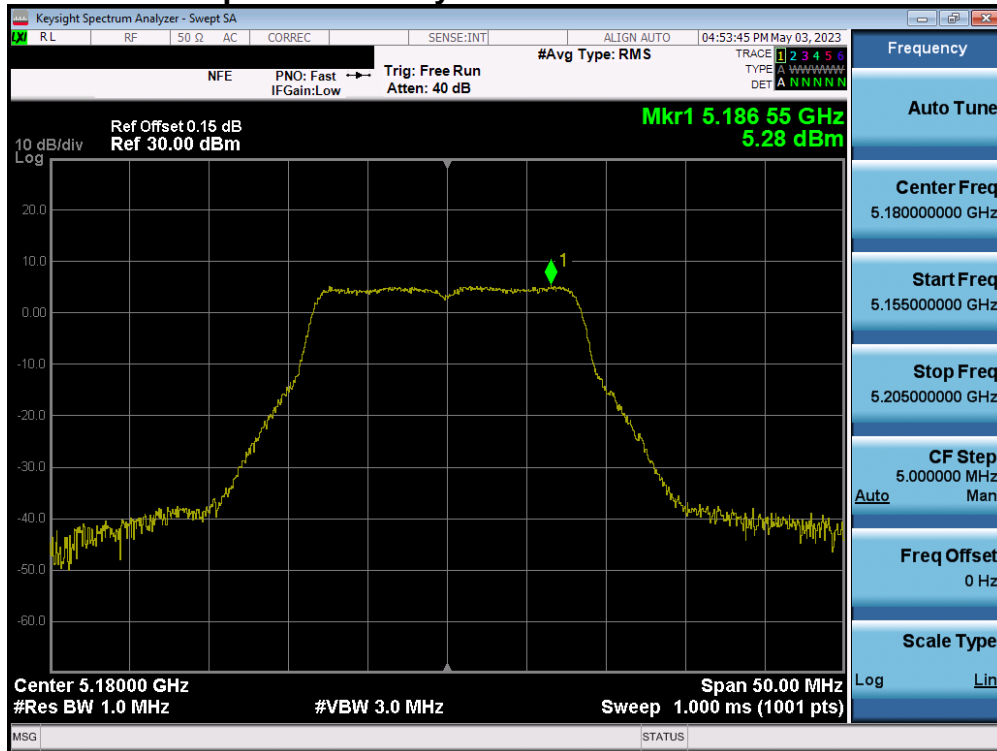 Keysight Spectrum Analyzer - Swept SA
LXI RL RF 50 Ω AC CORREC SENSE:INT ALIGN AUTO 04:53:45 PM May 03, 2023
#Avg Type: RMS
TRACE 1 2 3 4 5 6
TYPE A WWWWW
DET A N N N N N
NFE
PNO: Fast
IFGain:Low
Trig: Free Run
Atten: 40 dB
Mkr1 5.186 55 GHz
5.28 dBm
Ref Offset 0.15 dB
Ref 30.00 dBm
10 dB/div
Log
20.0
10.0
0.00
-10.0
-20.0
-30.0
-40.0
-50.0
-60.0
1
Center 5.18000 GHz
Span 50.00 MHz
#Res BW 1.0 MHz
#VBW 3.0 MHz
Sweep 1.000 ms (1001 pts)
MSG
STATUS
Frequency
Auto Tune
Center Freq
5.180000000 GHz
Start Freq
5.155000000 GHz
Stop Freq
5.205000000 GHz
CF Step
5.000000 MHz
Auto Man
Freq Offset
0 Hz
Scale Type
Log Lin